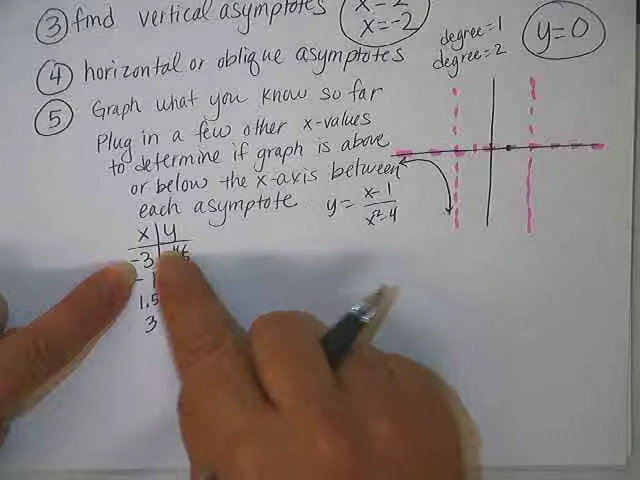 ③ find vertical asymptotes
x=-2
degree=1
degree=2
y=0
④ horizontal or oblique asymptotes
⑤ Graph what you know so far
Plug in a few other x-values
to determine if graph is above
or below the x-axis between
each asymptote.
y = x-1 / x²-4
x | y
-3
-1
1.5
3